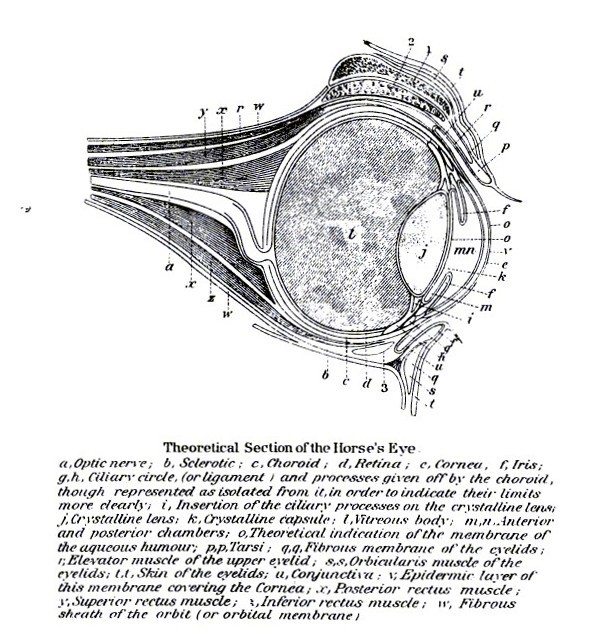 2 1 s t
u
r
q
p
y x r w
t
j
mn
f
o
o
v
e
k
f
m
i
a x z w
b c d 3
h
u
q
s
t
Theoretical Section of the Horse's Eye.
a, Optic nerve; b, Sclerotic; c, Choroid; d, Retina; e, Cornea, f, Iris;
g,h, Ciliary circle, (or ligament) and processes given off by the choroid,
though represented as isolated from it, in order to indicate their limits
more clearly; i, Insertion of the ciliary processes on the crystalline lens;
j, Crystalline lens; k, Crystalline capsule; l, Vitreous body; m,n, Anterior
and posterior chambers; o, Theoretical indication of the membrane of
the aqueous humour; p,p, Tarsi; q,q, Fibrous membrane of the eyelids;
r, Elevator muscle of the upper eyelid; s,s, Orbicularis muscle of the
eyelids; t,t, Skin of the eyelids; u, Conjunctiva; v, Epidermic layer of
this membrane covering the Cornea; x, Posterior rectus muscle;
y, Superior rectus muscle; z, Inferior rectus muscle; w, Fibrous
sheath of the orbit (or orbital membrane)